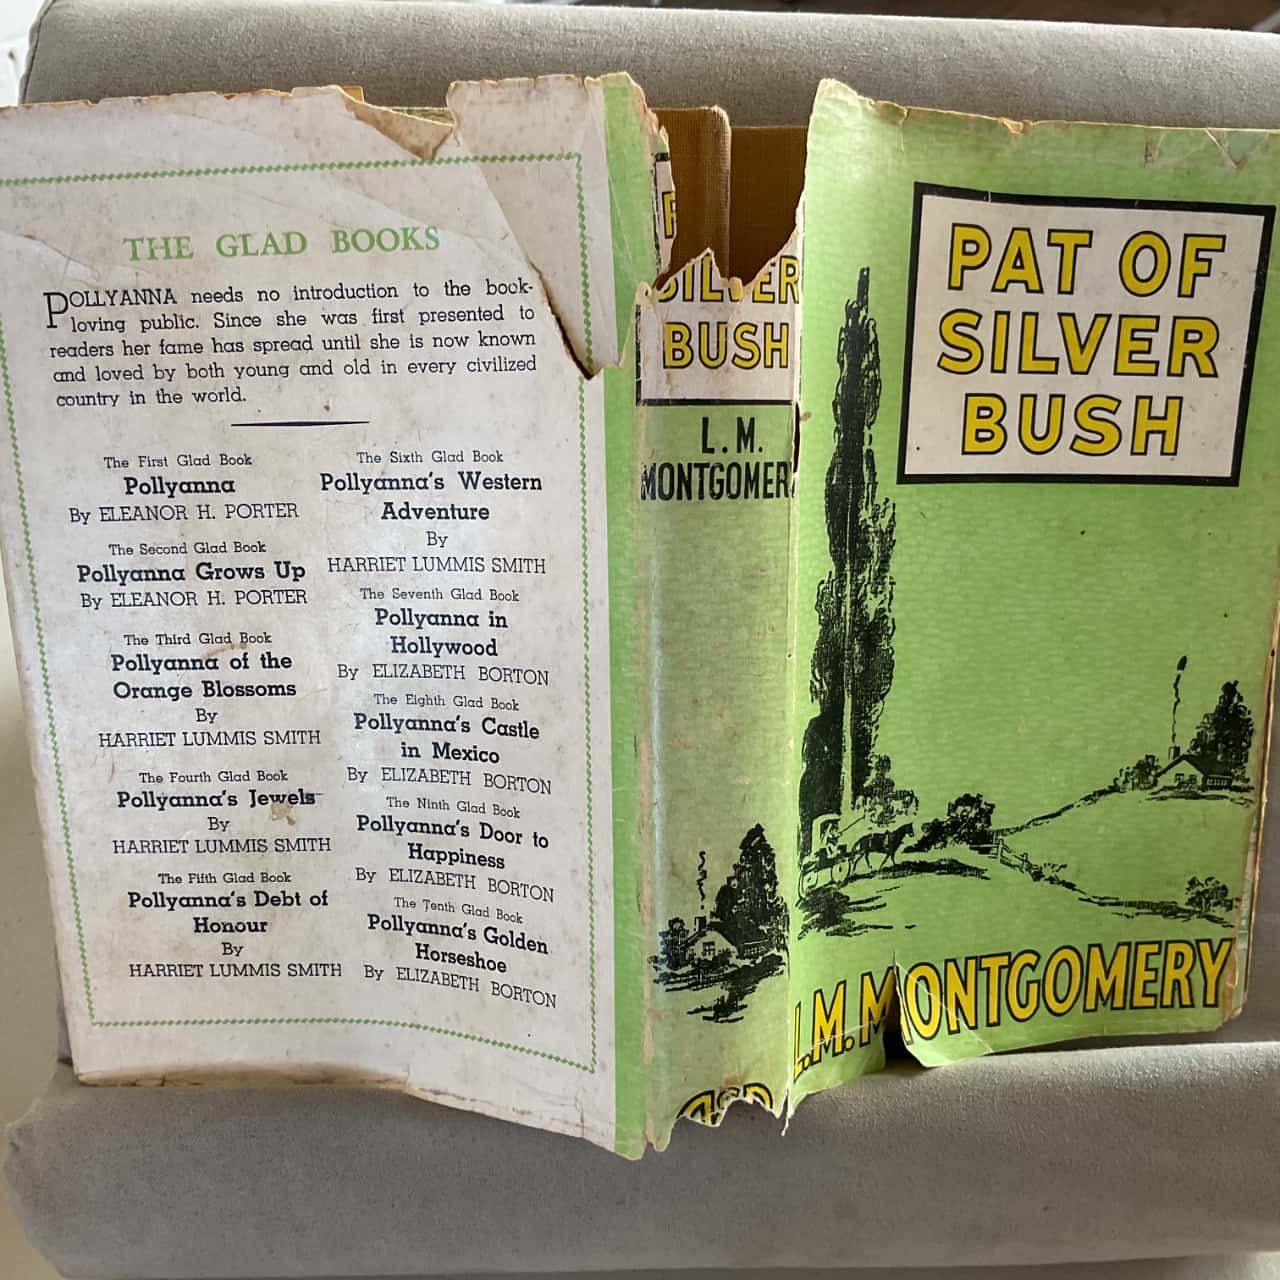 THE GLAD BOOKS
POLLYANNA needs no introduction to the book-
loving public. Since she was first presented to
readers her fame has spread until she is now known
and loved by both young and old in every civilized
country in the world.
The First Glad Book
Pollyanna
By ELEANOR H. PORTER
The Second Glad Book
Pollyanna Grows Up
By ELEANOR H. PORTER
The Third Glad Book
Pollyanna of the
Orange Blossoms
By
HARRIET LUMMIS SMITH
The Fourth Glad Book
Pollyanna's Jewels
By
HARRIET LUMMIS SMITH
The Fifth Glad Book
Pollyanna's Debt of
Honour
By
HARRIET LUMMIS SMITH
The Sixth Glad Book
Pollyanna's Western
Adventure
By
HARRIET LUMMIS SMITH
The Seventh Glad Book
Pollyanna in
Hollywood
By ELIZABETH BORTON
The Eighth Glad Book
Pollyanna's Castle
in Mexico
By ELIZABETH BORTON
The Ninth Glad Book
Pollyanna's Door to
Happiness
By ELIZABETH BORTON
The Tenth Glad Book
Pollyanna's Golden
Horseshoe
By ELIZABETH BORTON
SILVER
BUSH
L. M.
MONTGOMER
PAT OF
SILVER
BUSH
L. M. MONTGOMERY